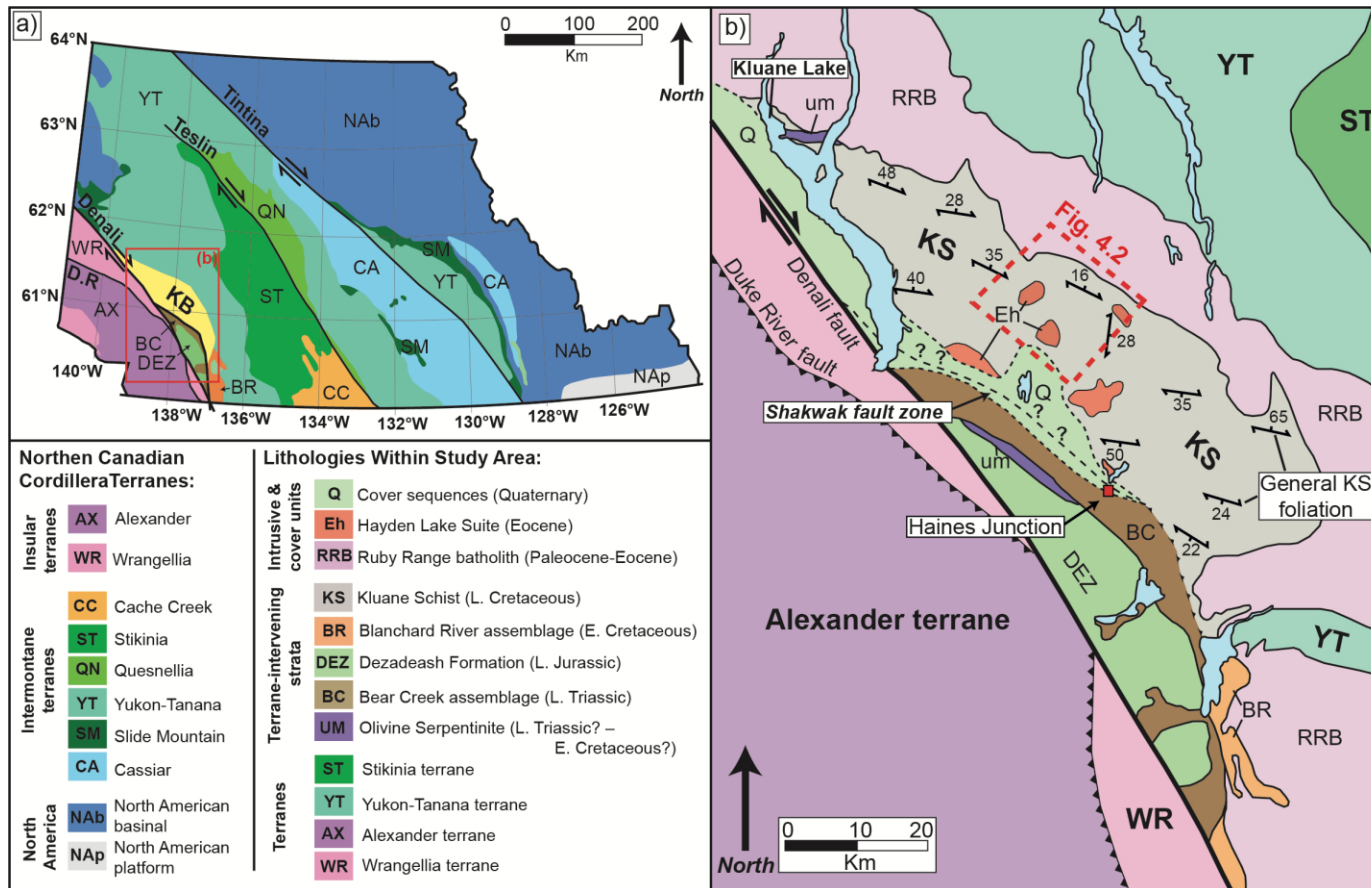 a)
0 100 200
Km
North
64°N
63°N
62°N
61°N
140°W
138°W 136°W 134°W 132°W 130°W 128°W 126°W
YT
Tintina
NAb
Teslin
QN
Denali
WR
(b)
SM
CA
CA
YT
D.R
KB
ST
AX
BC
DEZ
SM
NAb
NAp
BR
CC
Northen Canadian
CordilleraTerranes:
Insular
terranes
AX Alexander
WR Wrangellia
Intermontane
terranes
CC Cache Creek
ST Stikinia
QN Quesnellia
YT Yukon-Tanana
SM Slide Mountain
CA Cassiar
North
America
NAb North American
basinal
NAp North American
platform
Lithologies Within Study Area:
Intrusive &
cover units
Q Cover sequences (Quaternary)
Eh Hayden Lake Suite (Eocene)
RRB Ruby Range batholith (Paleocene-Eocene)
Terrane-intervening
strata
KS Kluane Schist (L. Cretaceous)
BR Blanchard River assemblage (E. Cretaceous)
DEZ Dezadeash Formation (L. Jurassic)
BC Bear Creek assemblage (L. Triassic)
UM Olivine Serpentinite (L. Triassic? –
E. Cretaceous?)
Terranes
ST Stikinia terrane
YT Yukon-Tanana terrane
AX Alexander terrane
WR Wrangellia terrane
b)
Kluane Lake
um
RRB
YT
ST
Q
48
28
KS
Fig. 4.2
35
16
40
Eh
28
Denali fault
Duke River fault
? ?
Q
Shakwak fault zone
?
?
35
RRB
65
50
KS
um
General KS
foliation
24
Haines Junction
BC
22
DEZ
Alexander terrane
YT
BR
RRB
WR
North
0 10 20
Km